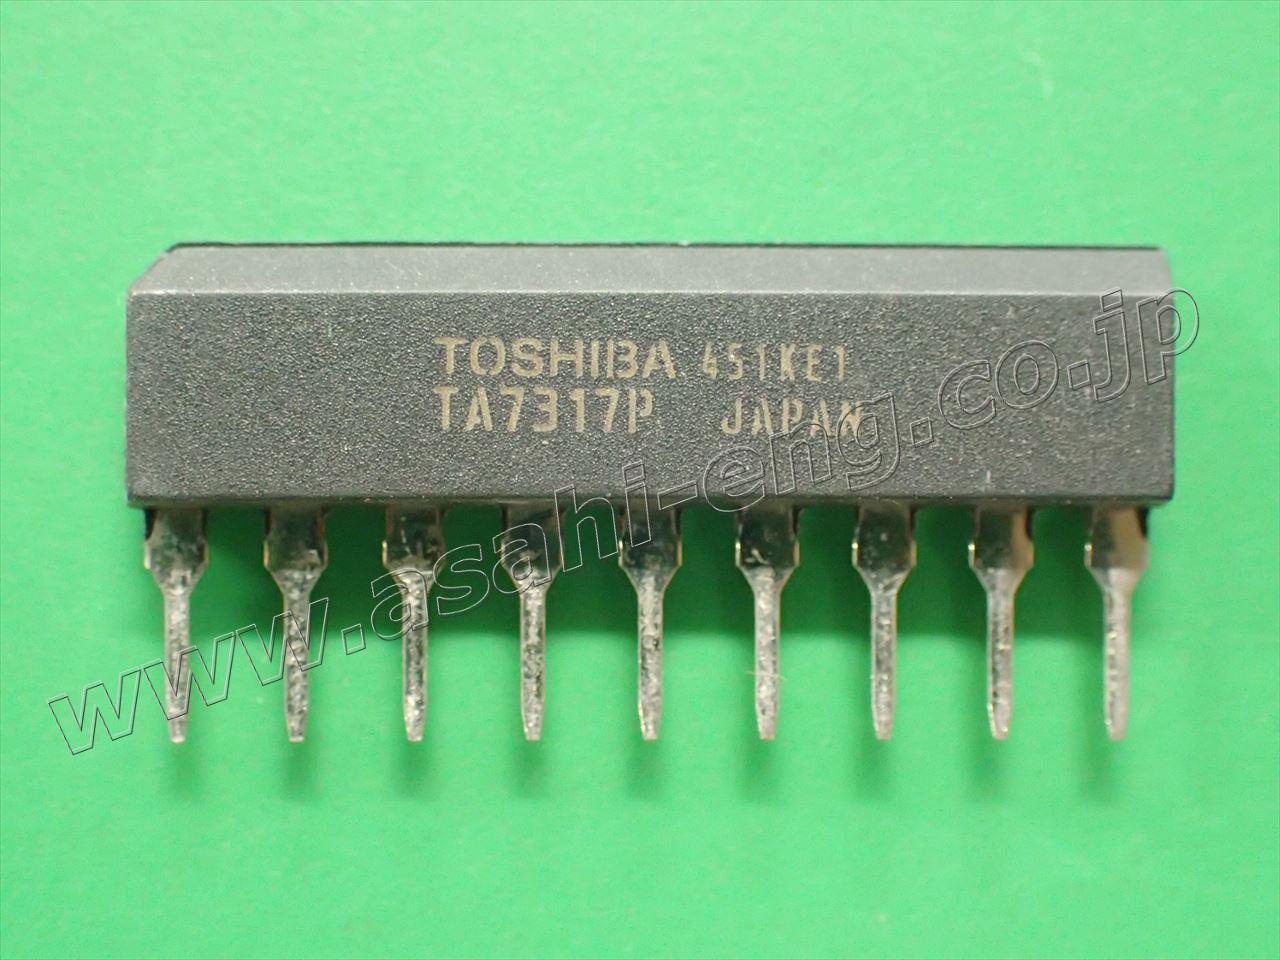 TOSHIBA 451KE1
TA7317P JAPAN
www.asahi-eng.co.jp